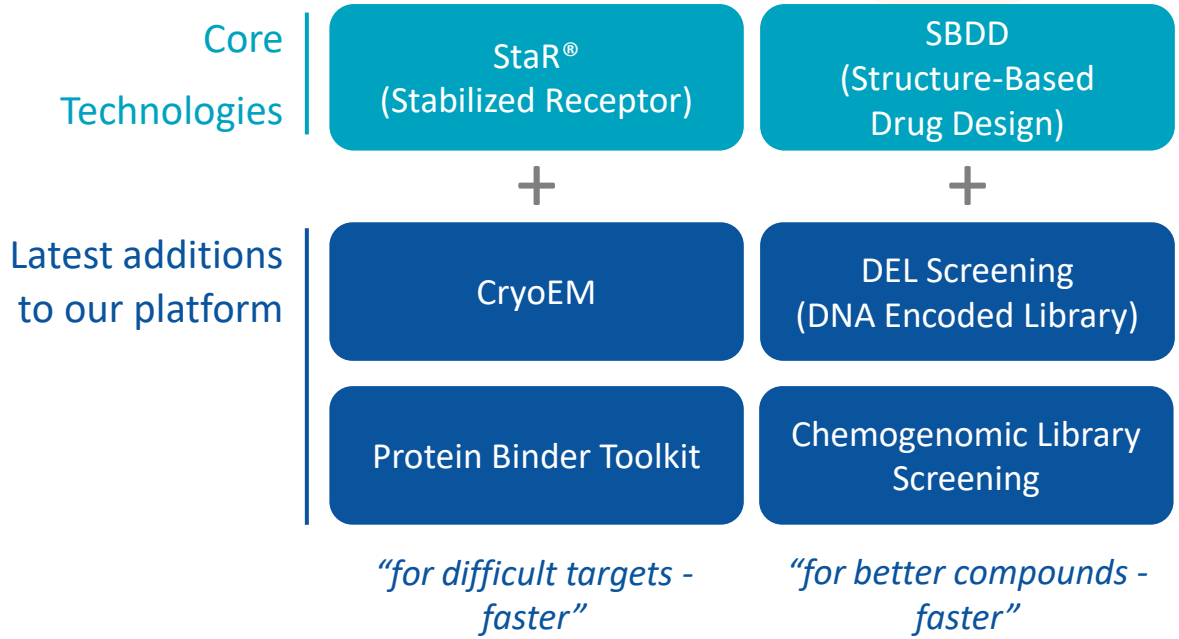 Core
Technologies
StaR®
(Stabilized Receptor)
SBDD
(Structure-Based
Drug Design)
+
+
Latest additions
to our platform
CryoEM
DEL Screening
(DNA Encoded Library)
Protein Binder Toolkit
Chemogenomic Library
Screening
“for difficult targets -
faster”
“for better compounds -
faster”